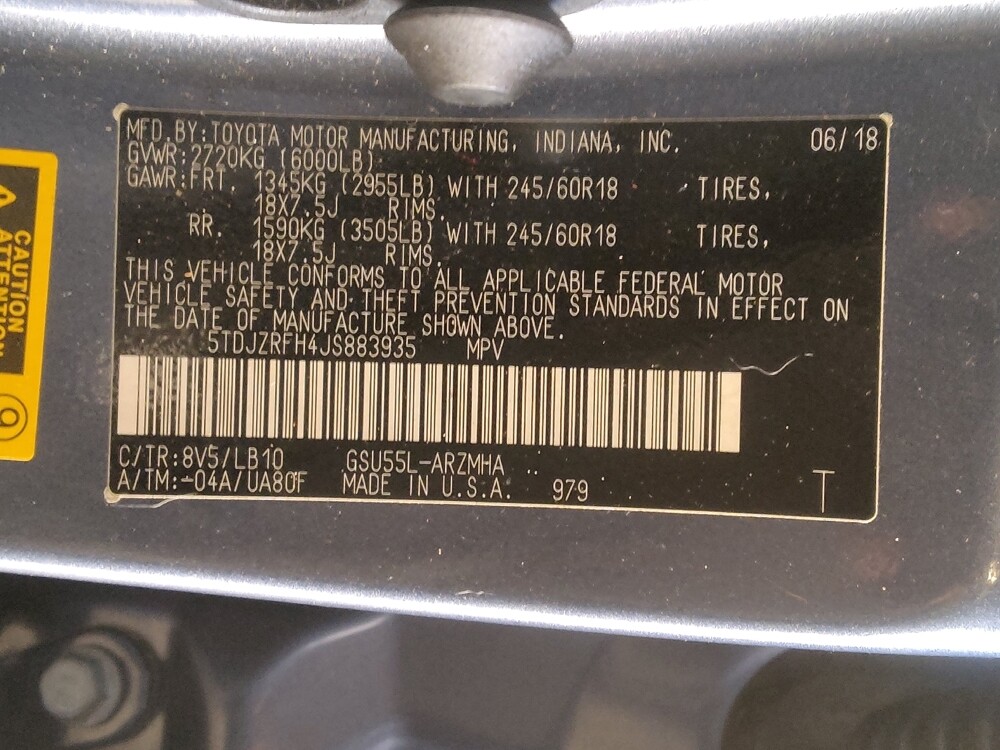 MFD. BY: TOYOTA MOTOR MANUFACTURING, INDIANA, INC. 06/18
GVWR: 2720KG (6000LB)
GAWR: FRT. 1345KG (2955LB) WITH 245/60R18 TIRES,
18X7.5J RIMS.
RR. 1590KG (3505LB) WITH 245/60R18 TIRES,
18X7.5J RIMS.
THIS VEHICLE CONFORMS TO ALL APPLICABLE FEDERAL MOTOR
VEHICLE SAFETY AND THEFT PREVENTION STANDARDS IN EFFECT ON
THE DATE OF MANUFACTURE SHOWN ABOVE.
5TDJZRFH4JS883935 MPV
C/TR: 8V5/LB10 GSU55L-ARZMHA
A/TM: -04A/UA80F MADE IN U.S.A. 979 T
CAUTION
ATTENTION